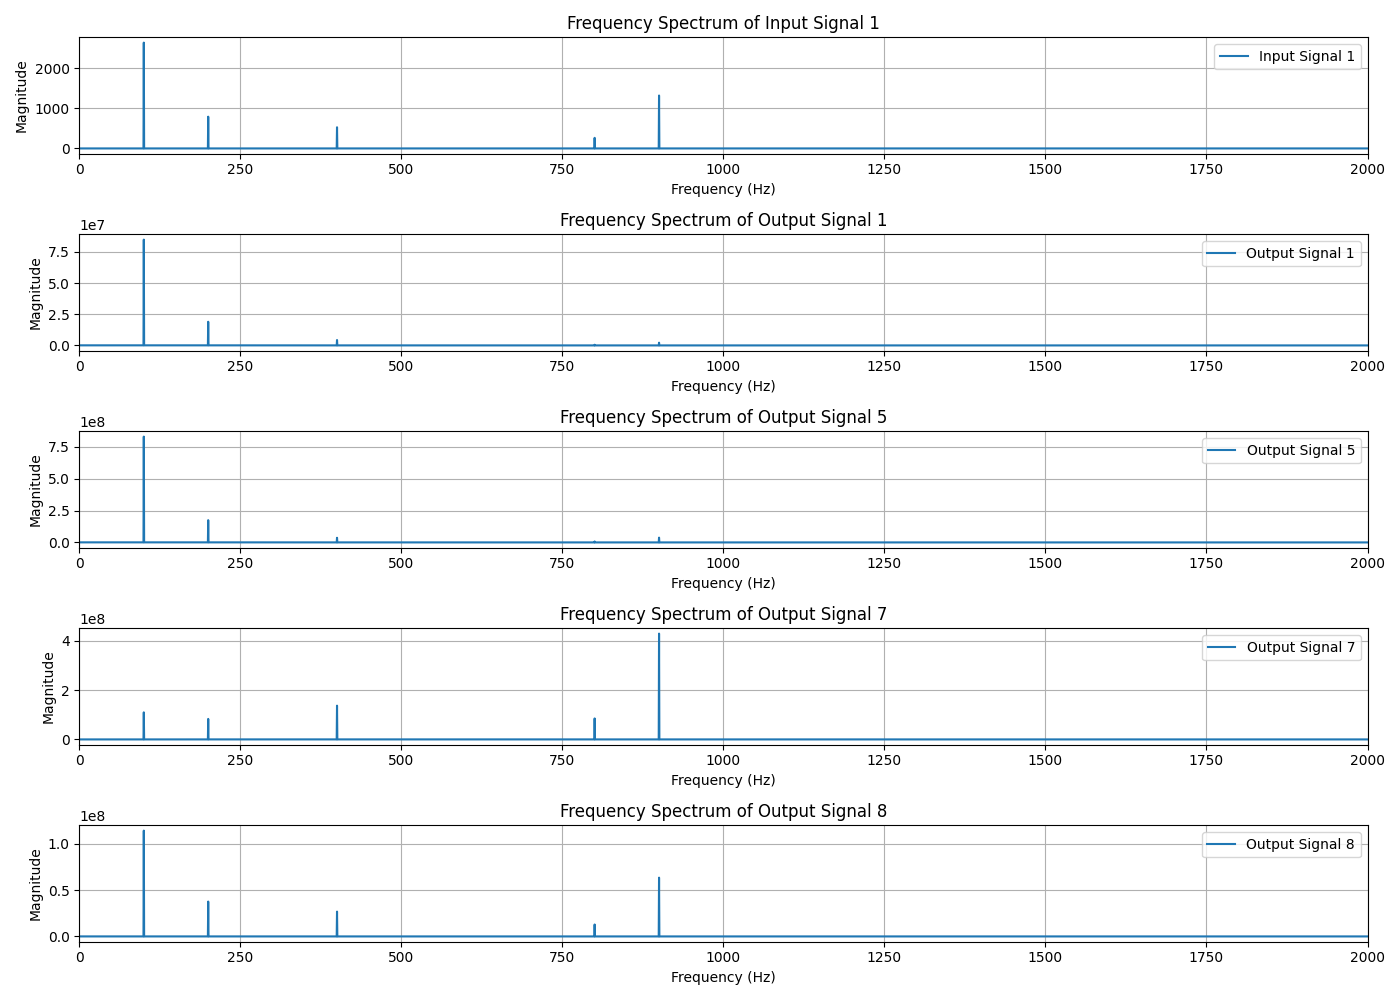 Frequency Spectrum of Input Signal 1
Magnitude
2000
1000
0
Input Signal 1
0 250 500 750 1000 1250 1500 1750 2000
Frequency (Hz)
Frequency Spectrum of Output Signal 1
1e7
Magnitude
7.5
5.0
2.5
0.0
Output Signal 1
0 250 500 750 1000 1250 1500 1750 2000
Frequency (Hz)
Frequency Spectrum of Output Signal 5
1e8
Magnitude
7.5
5.0
2.5
0.0
Output Signal 5
0 250 500 750 1000 1250 1500 1750 2000
Frequency (Hz)
Frequency Spectrum of Output Signal 7
1e8
Magnitude
4
2
0
Output Signal 7
0 250 500 750 1000 1250 1500 1750 2000
Frequency (Hz)
Frequency Spectrum of Output Signal 8
1e8
Magnitude
1.0
0.5
0.0
Output Signal 8
0 250 500 750 1000 1250 1500 1750 2000
Frequency (Hz)